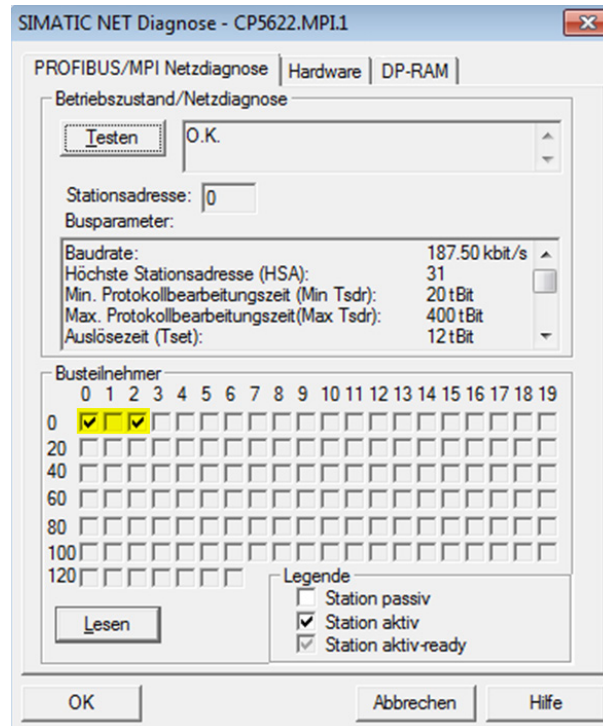 SIMATIC NET Diagnose - CP5622.MPI.1
PROFIBUS/MPI Netzdiagnose Hardware DP-RAM
Betriebszustand/Netzdiagnose
Testen O.K.
Stationsadresse: 0
Busparameter:
Baudrate: 187.50 kbit/s
Höchste Stationsadresse (HSA): 31
Min. Protokollbearbeitungszeit (Min Tsdr): 20 tBit
Max. Protokollbearbeitungszeit(Max Tsdr): 400 tBit
Auslösezeit (Tset): 12 tBit
Busteilnehmer
0 1 2 3 4 5 6 7 8 9 10 11 12 13 14 15 16 17 18 19
0
20
40
60
80
100
120
Legende
Station passiv
Station aktiv
Station aktiv-ready
Lesen
OK Abbrechen Hilfe